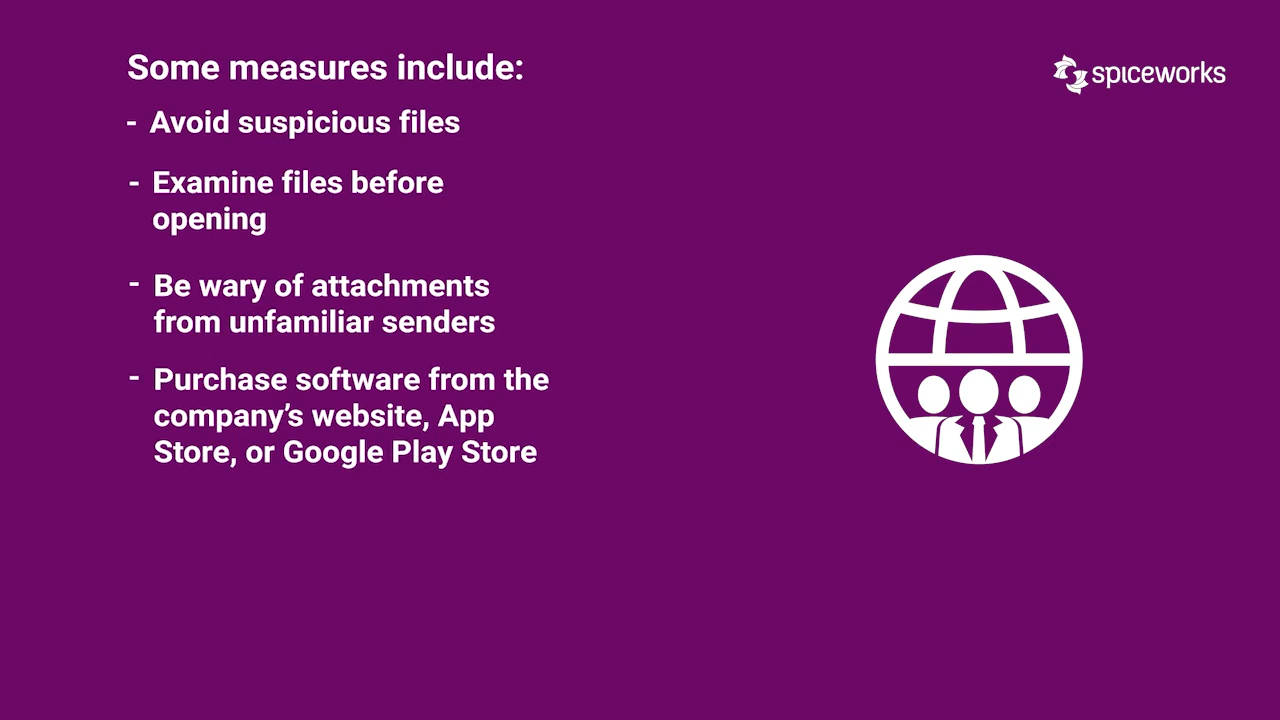 Some measures include:
spiceworks
- Avoid suspicious files
- Examine files before
opening
- Be wary of attachments
from unfamiliar senders
- Purchase software from the
company’s website, App
Store, or Google Play Store